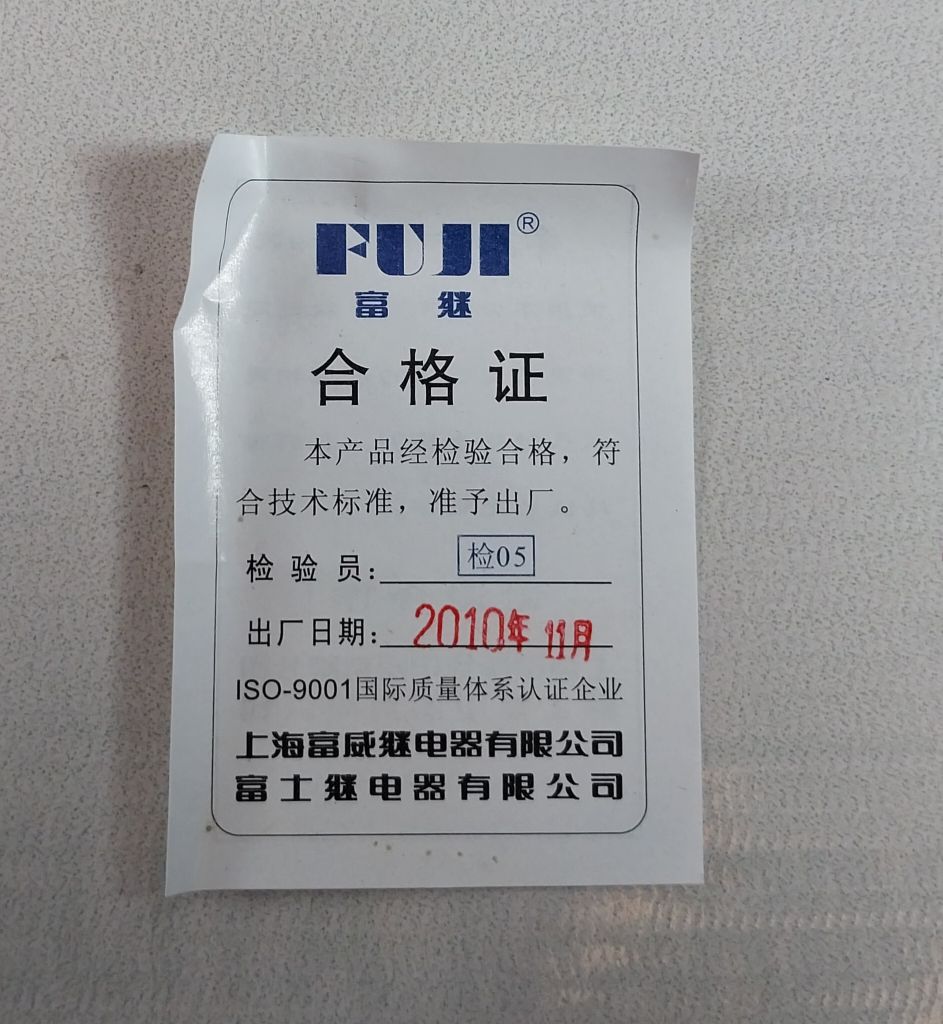 FUJI®
富继
合格证
本产品经检验合格，符
合技术标准，准予出厂。
检验员：检05
出厂日期：2010年 11月
ISO-9001国际质量体系认证企业
上海富威继电器有限公司
富士继电器有限公司